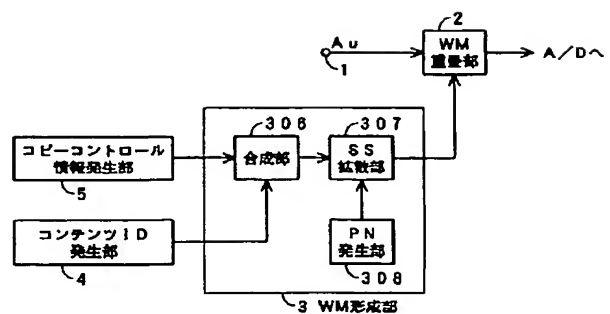 2
Au
WM
重畳部
A/Dへ
1
306
307
コピーコントロール
情報発生部
合成部
SS
拡散部
5
コンテンツID
発生部
PN
発生部
4
308
3 WM形成部